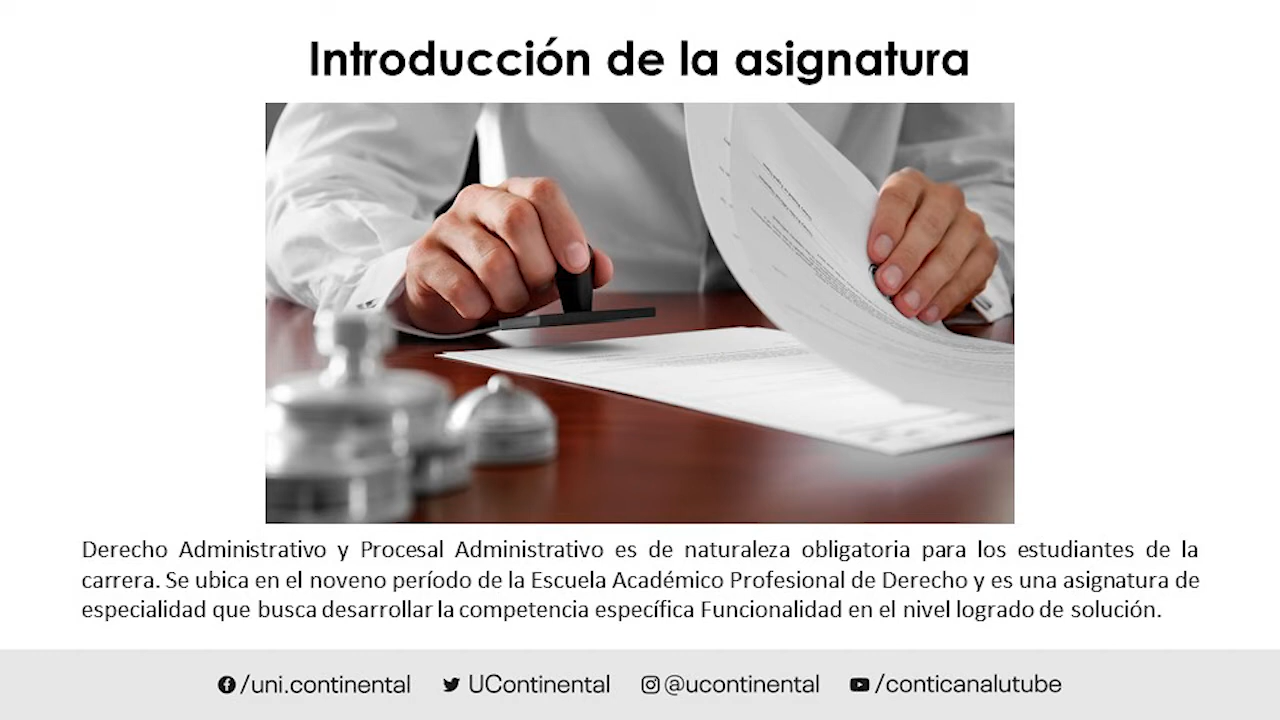 Introducción de la asignatura
Derecho Administrativo y Procesal Administrativo es de naturaleza obligatoria para los estudiantes de la
carrera. Se ubica en el noveno período de la Escuela Académico Profesional de Derecho y es una asignatura de
especialidad que busca desarrollar la competencia específica Funcionalidad en el nivel logrado de solución.
/uni.continental UContinental @ucontinental /conticanalutube